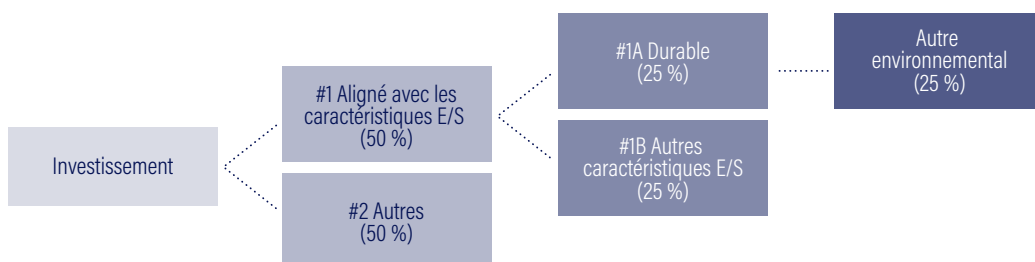 Investissement
#1 Aligné avec les
caractéristiques E/S
(50 %)
#2 Autres
(50 %)
#1A Durable
(25 %)
#1B Autres
caractéristiques E/S
(25 %)
Autre
environnemental
(25 %)